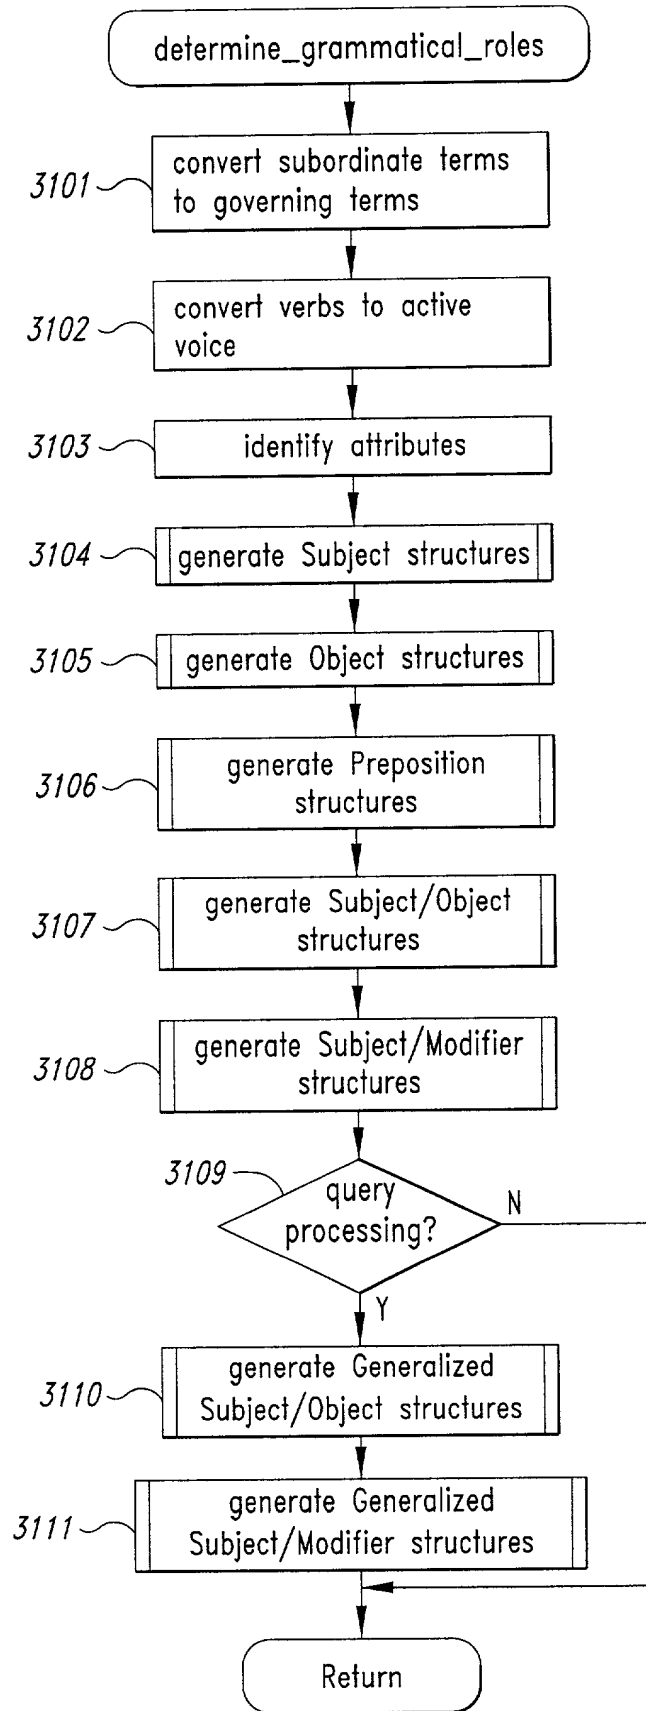 determine_grammatical_roles
3101
convert subordinate terms
to governing terms
3102
convert verbs to active
voice
3103
identify attributes
3104
generate Subject structures
3105
generate Object structures
3106
generate Preposition
structures
3107
generate Subject/Object
structures
3108
generate Subject/Modifier
structures
3109
query
processing?
N
Y
3110
generate Generalized
Subject/Object structures
3111
generate Generalized
Subject/Modifier structures
Return